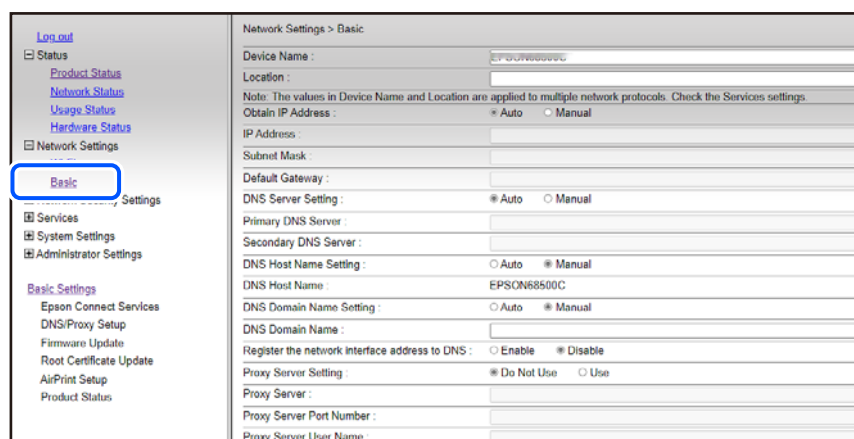 Log out
Status
Product Status
Network Status
Usage Status
Hardware Status
Network Settings
Basic
Settings
Services
System Settings
Administrator Settings
Basic Settings
Epson Connect Services
DNS/Proxy Setup
Firmware Update
Root Certificate Update
AirPrint Setup
Product Status
Network Settings > Basic
Device Name :
Location :
Note: The values in Device Name and Location are applied to multiple network protocols. Check the Services settings.
Obtain IP Address : Auto Manual
IP Address :
Subnet Mask :
Default Gateway :
DNS Server Setting : Auto Manual
Primary DNS Server :
Secondary DNS Server :
DNS Host Name Setting : Auto Manual
DNS Host Name : EPSON68500C
DNS Domain Name Setting : Auto Manual
DNS Domain Name :
Register the network interface address to DNS : Enable Disable
Proxy Server Setting : Do Not Use Use
Proxy Server :
Proxy Server Port Number :
Proxy Server User Name :